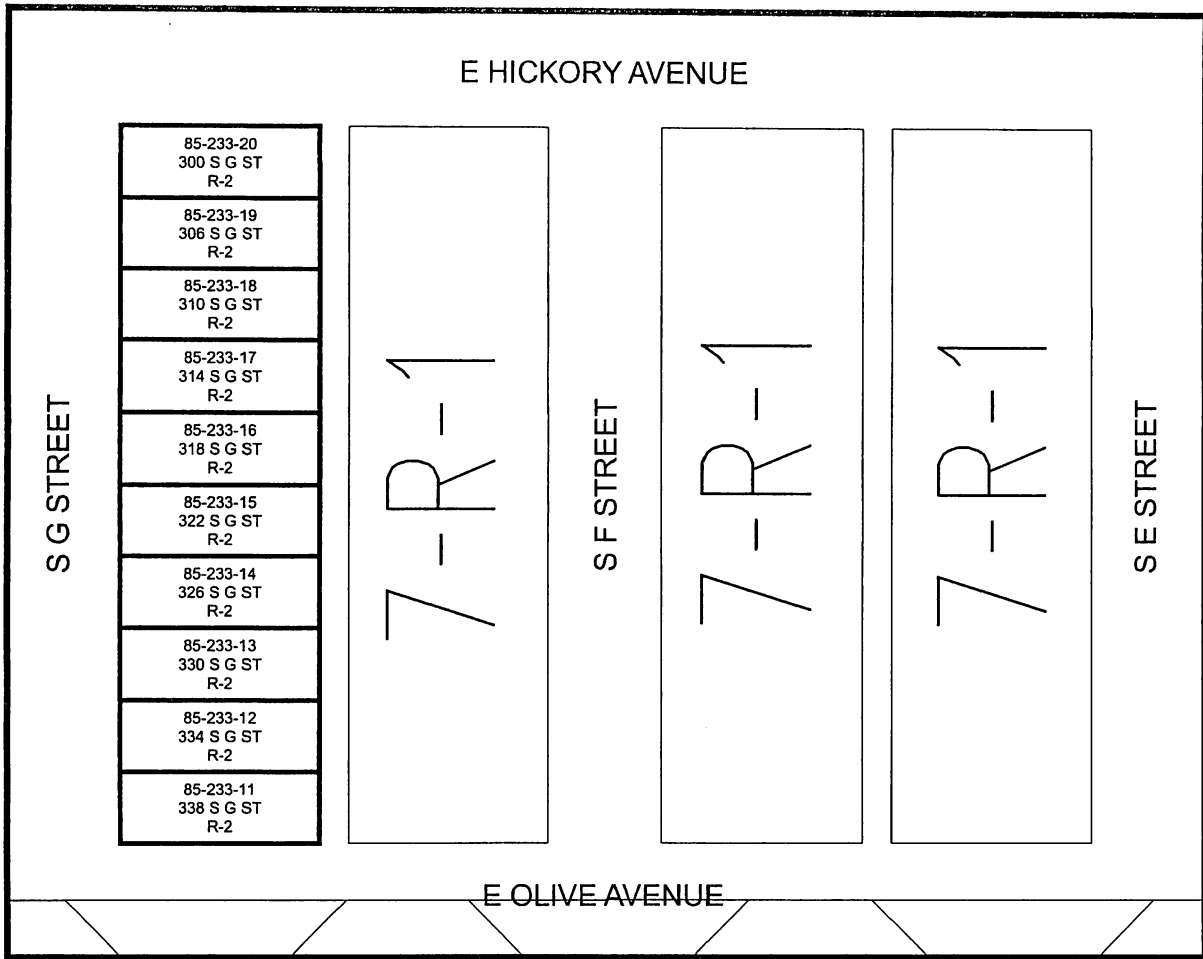 E HICKORY AVENUE
85-233-20
300 S G ST
R-2
85-233-19
306 S G ST
R-2
85-233-18
310 S G ST
R-2
85-233-17
314 S G ST
R-2
85-233-16
318 S G ST
R-2
85-233-15
322 S G ST
R-2
85-233-14
326 S G ST
R-2
85-233-13
330 S G ST
R-2
85-233-12
334 S G ST
R-2
85-233-11
338 S G ST
R-2
S G STREET
7-R-1
S F STREET
7-R-1
7-R-1
S E STREET
E OLIVE AVENUE